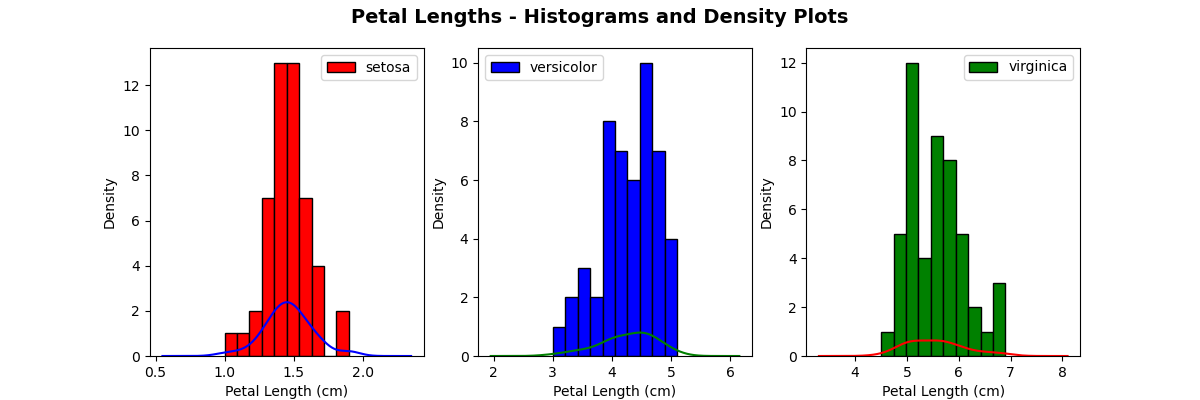 Petal Lengths - Histograms and Density Plots
setosa
12
10
8
6
4
2
0
Density
0.5 1.0 1.5 2.0
Petal Length (cm)
versicolor
10
8
6
4
2
0
Density
2 3 4 5 6
Petal Length (cm)
virginica
12
10
8
6
4
2
0
Density
4 5 6 7 8
Petal Length (cm)